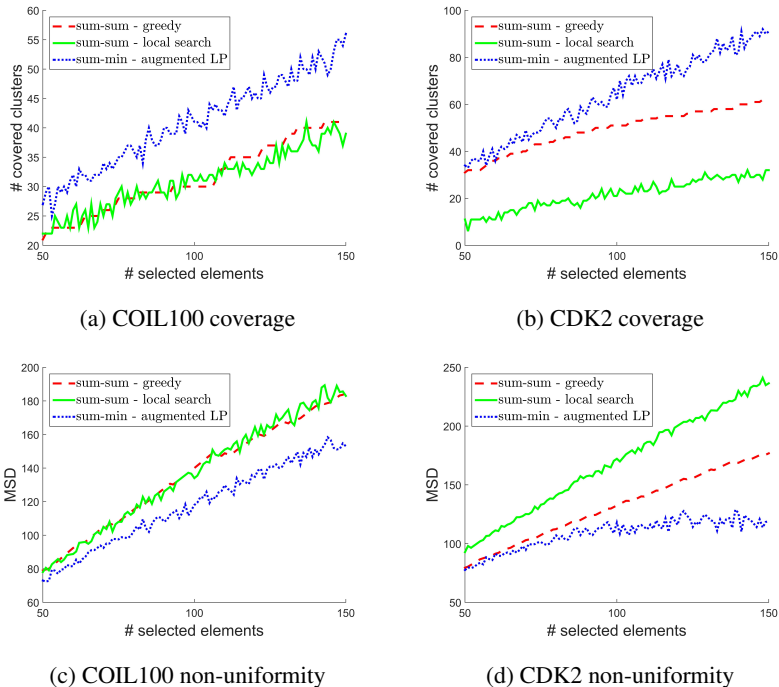 60
55
50
45
40
35
30
25
20
# covered clusters
sum-sum - greedy
sum-sum - local search
sum-min - augmented LP
50
100
150
# selected elements
(a) COIL100 coverage
100
80
60
40
20
0
# covered clusters
sum-sum - greedy
sum-sum - local search
sum-min - augmented LP
50
100
150
# selected elements
(b) CDK2 coverage
200
180
160
140
120
100
80
60
MSD
sum-sum - greedy
sum-sum - local search
sum-min - augmented LP
50
100
150
# selected elements
(c) COIL100 non-uniformity
250
200
150
100
50
MSD
sum-sum - greedy
sum-sum - local search
sum-min - augmented LP
50
100
150
# selected elements
(d) CDK2 non-uniformity